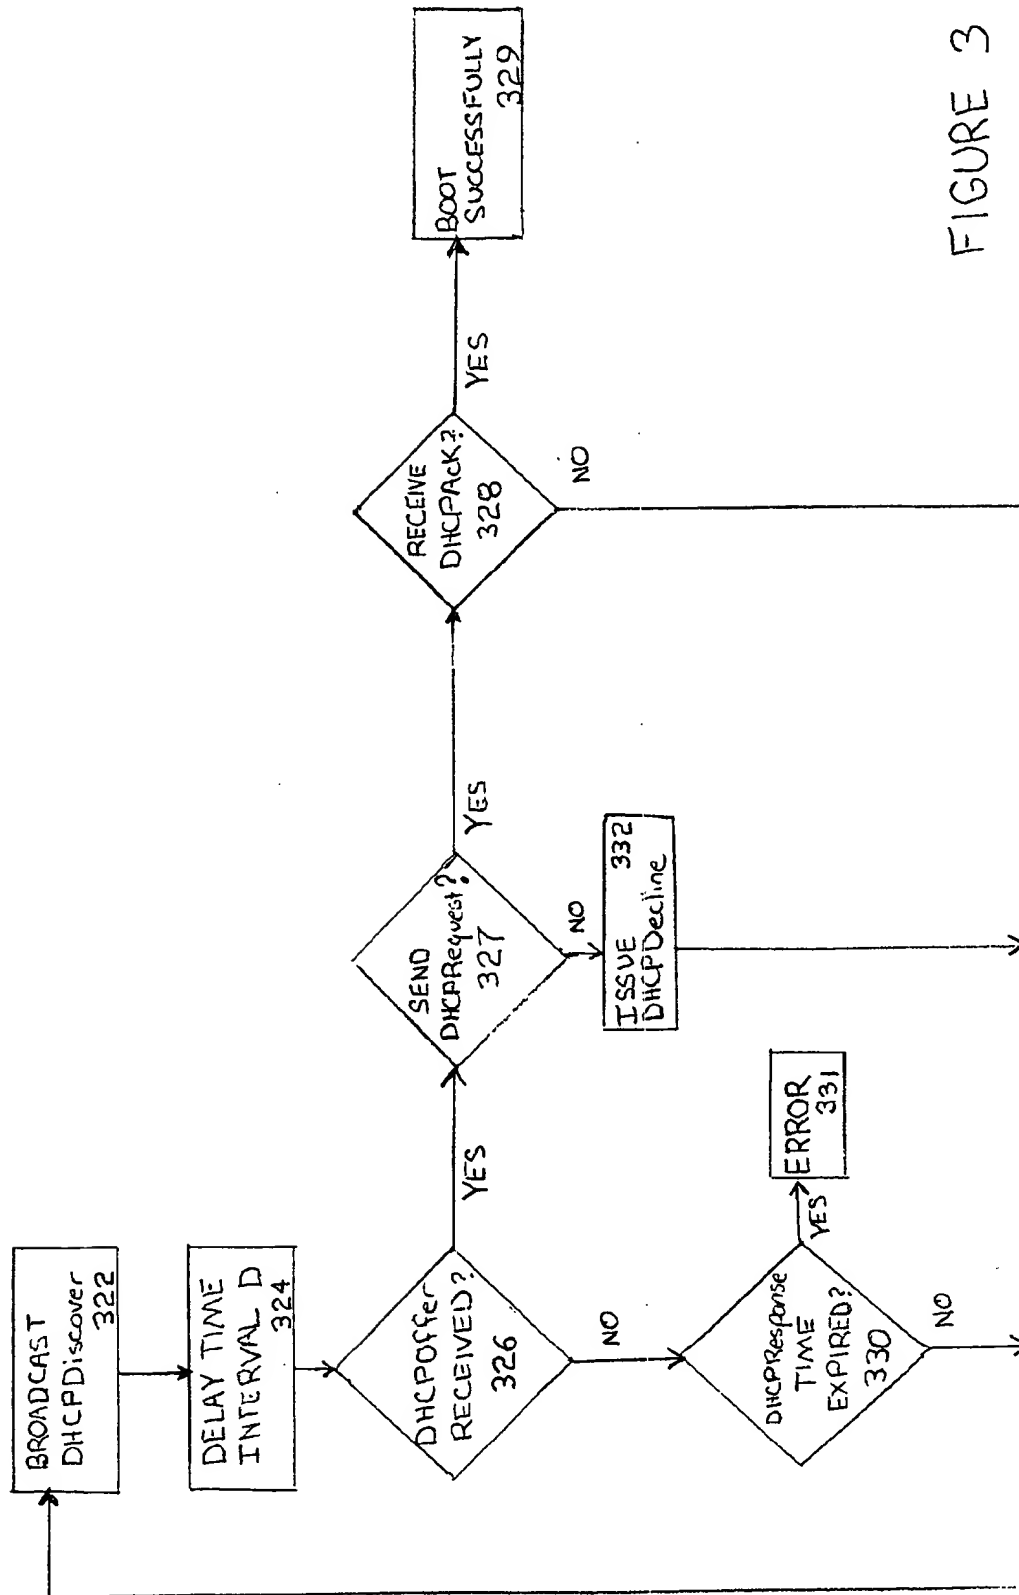 BROADCAST
DHCPDiscover
322
DELAY TIME
INTERVAL D
324
DHCPOffer
RECEIVED?
326
YES
NO
SEND
DHCPRequest?
327
YES
NO
RECEIVE
DHCPACK?
328
YES
NO
BOOT
SUCCESSFULLY
329
ISSUE 332
DHCPDecline
DHCPResponse
TIME
EXPIRED?
330
YES
NO
ERROR
331
FIGURE 3